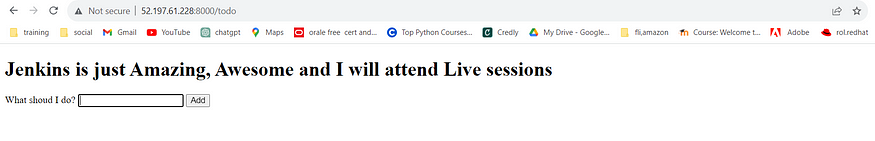 Not secure | 52.197.61.228:8000/todo
training social Gmail YouTube chatgpt Maps orale free cert and... Top Python Courses... Credly My Drive - Google... fli,amazon Course: Welcome t... Adobe rol.redhat
Jenkins is just Amazing, Awesome and I will attend Live sessions
What shoud I do? Add